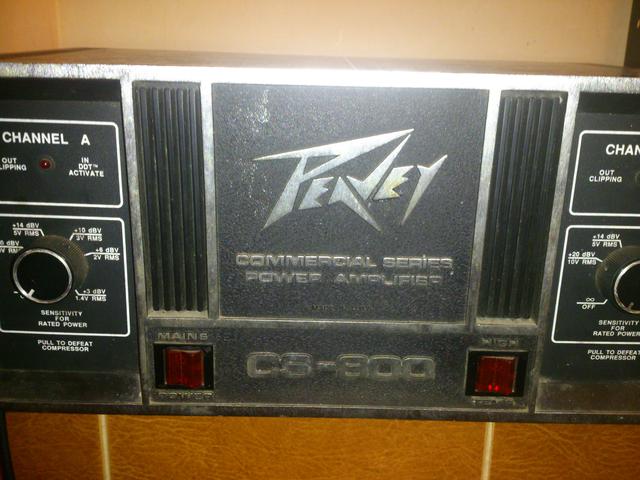 CHANNEL A
OUT
CLIPPING
IN
DDT™
ACTIVATE
+14 dBV
5V RMS
+10 dBV
3V RMS
+6 dBV
2V RMS
+3 dBV
1.4V RMS
SENSITIVITY
FOR
RATED POWER
PULL TO DEFEAT
COMPRESSOR
PEAVEY
COMMERCIAL SERIES
POWER AMPLIFIER
MAINS
POWER
CS-800
HIGH
TEMP
CHAN
OUT
CLIPPING
+14 dBV
5V RMS
+20 dBV
10V RMS
∞
OFF
SENSITIVITY
FOR
RATED POWER
PULL TO DEFEAT
COMPRESSOR